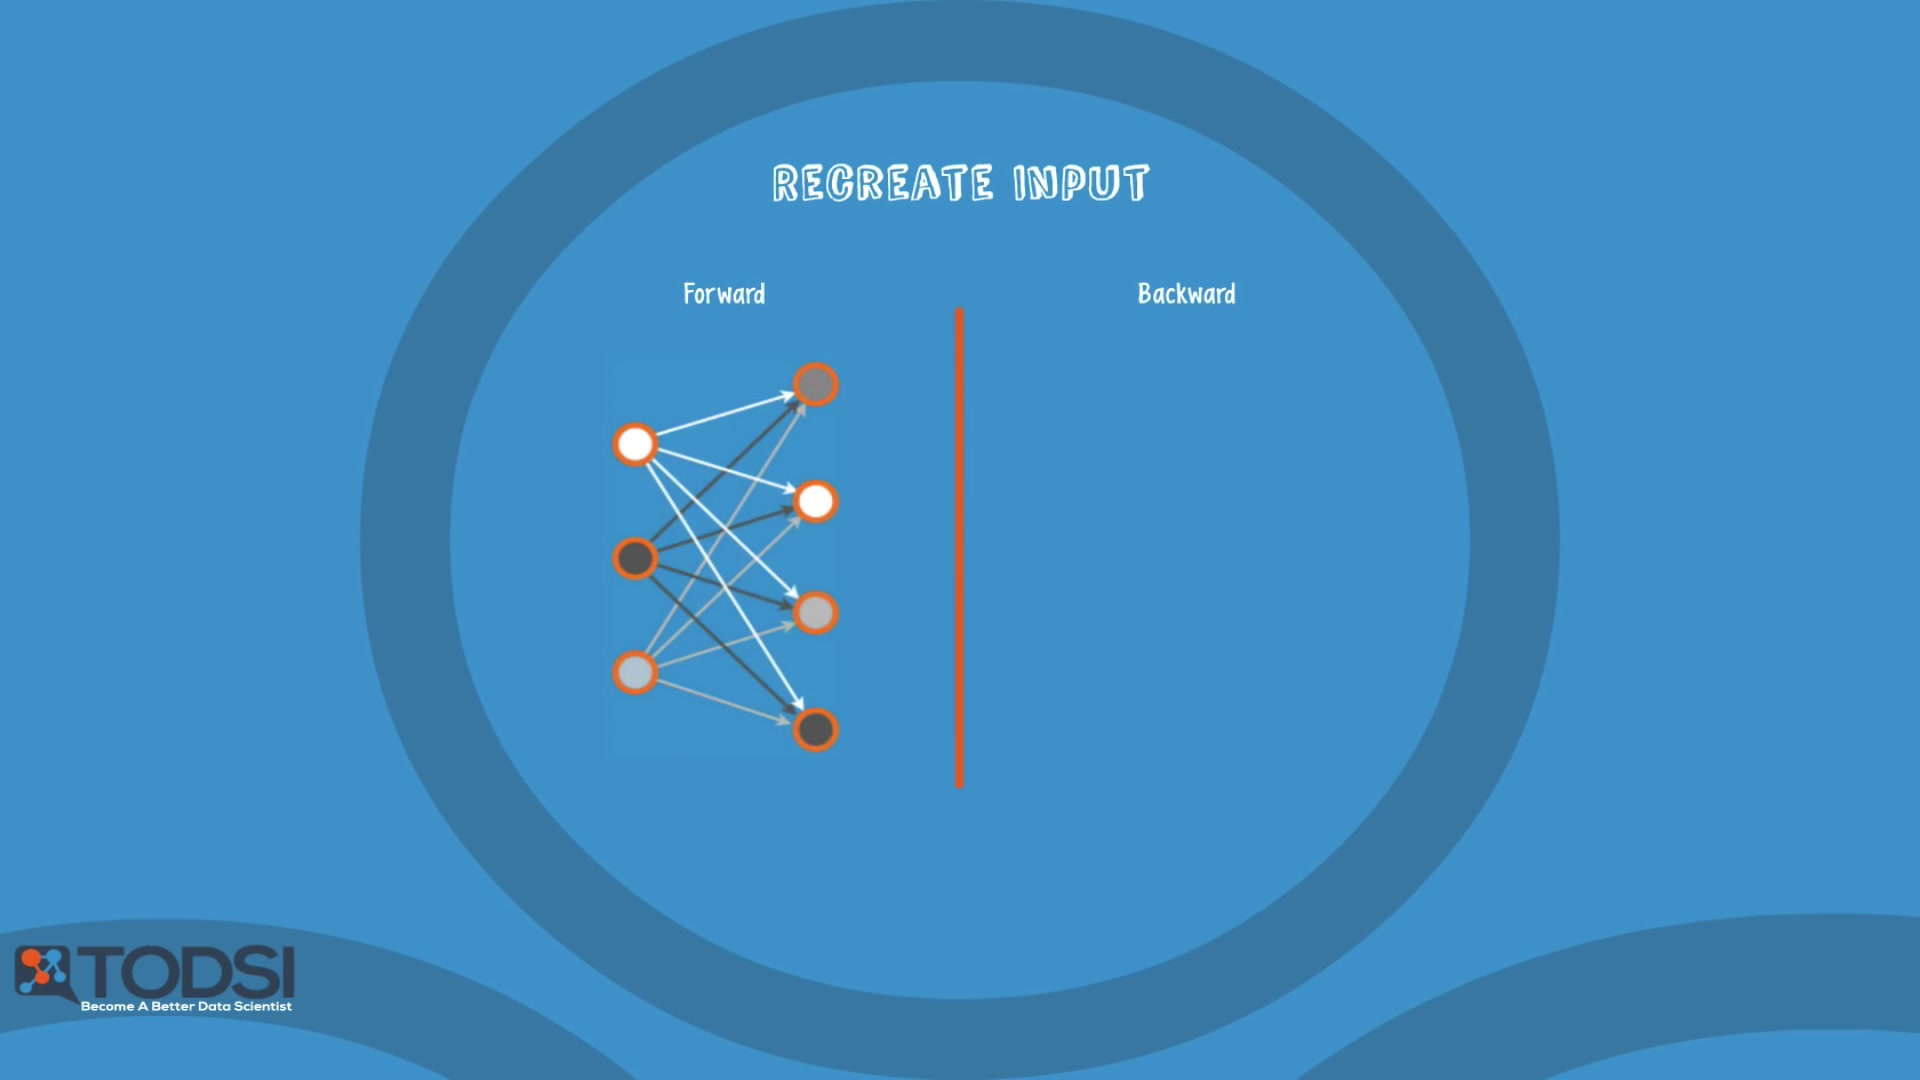 RECREATE INPUT
Forward
Backward
TODSI
Become A Better Data Scientist